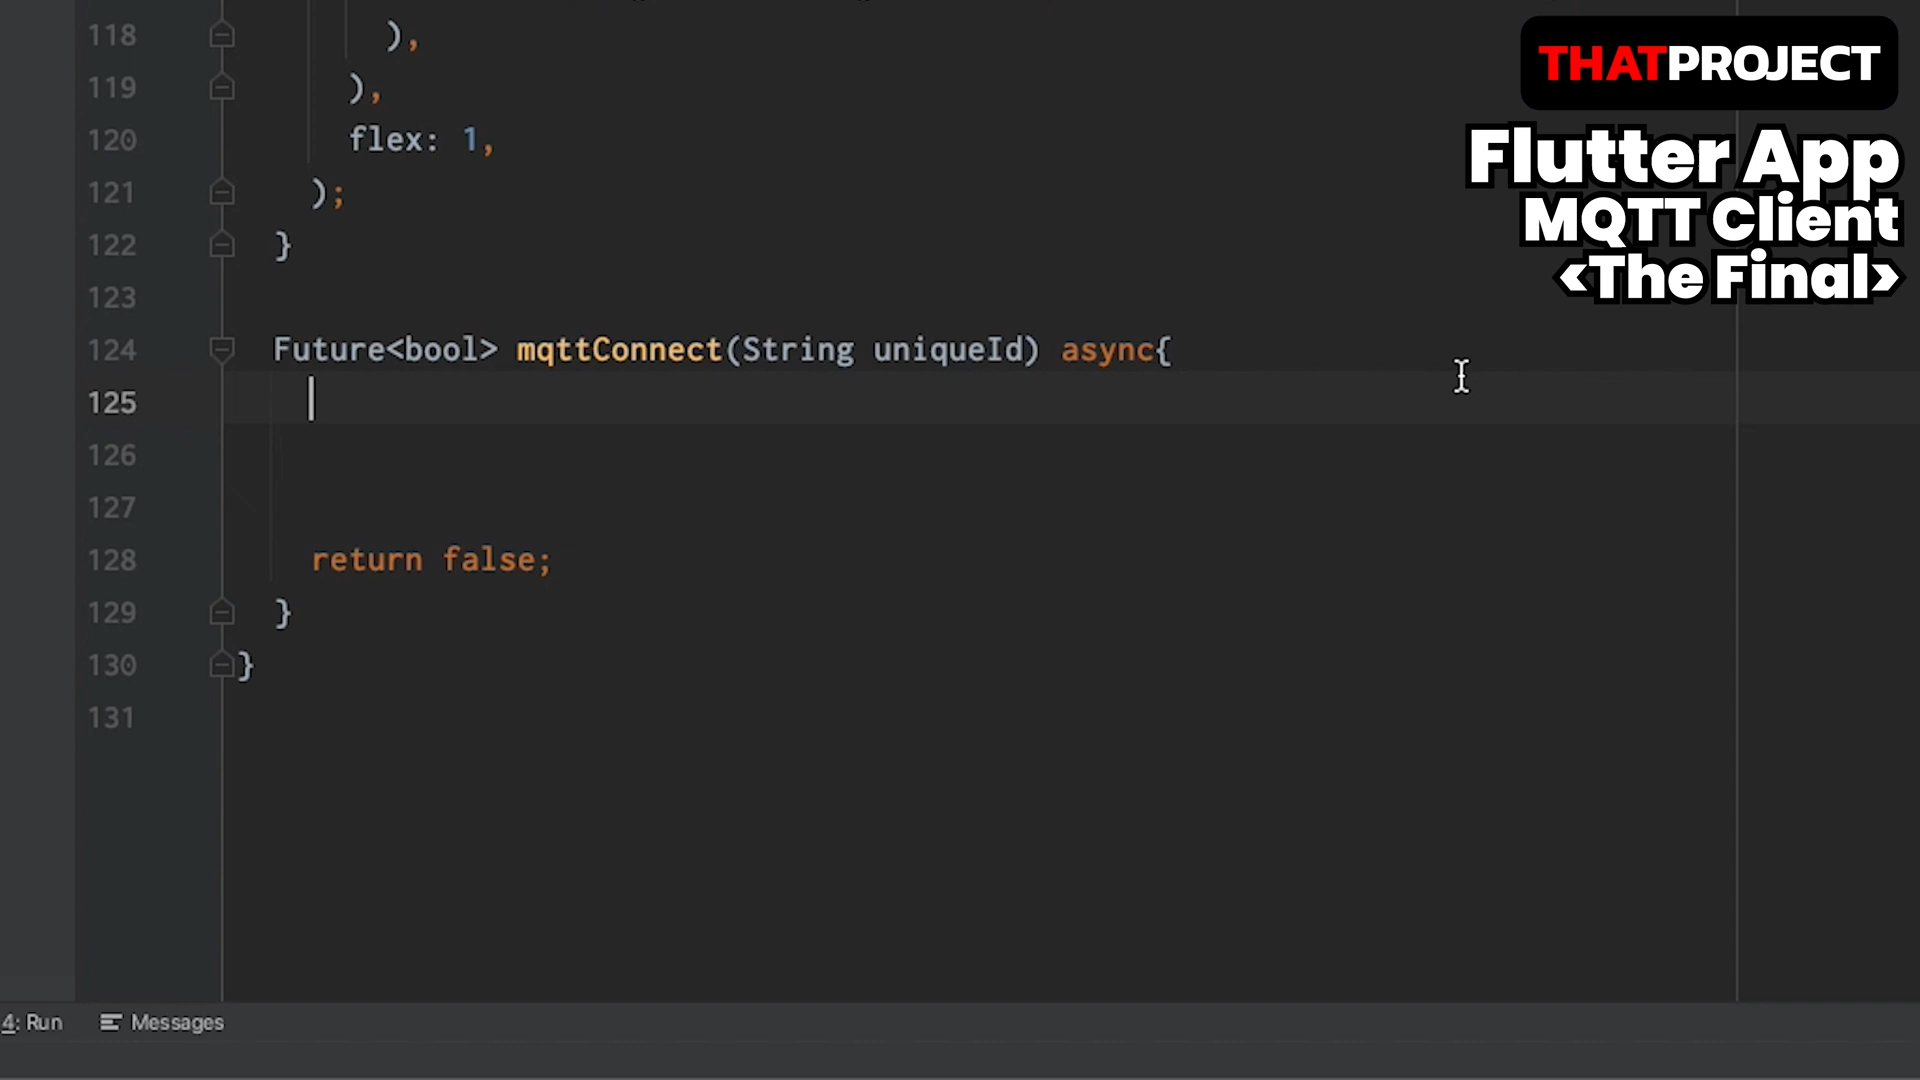 118 ),
119 ),
120 flex: 1,
121 );
122 }
123
124 Future<bool> mqttConnect(String uniqueId) async{
125
126
127
128 return false;
129 }
130 }
131
THATPROJECT
Flutter App
MQTT Client
<The Final>
4: Run Messages